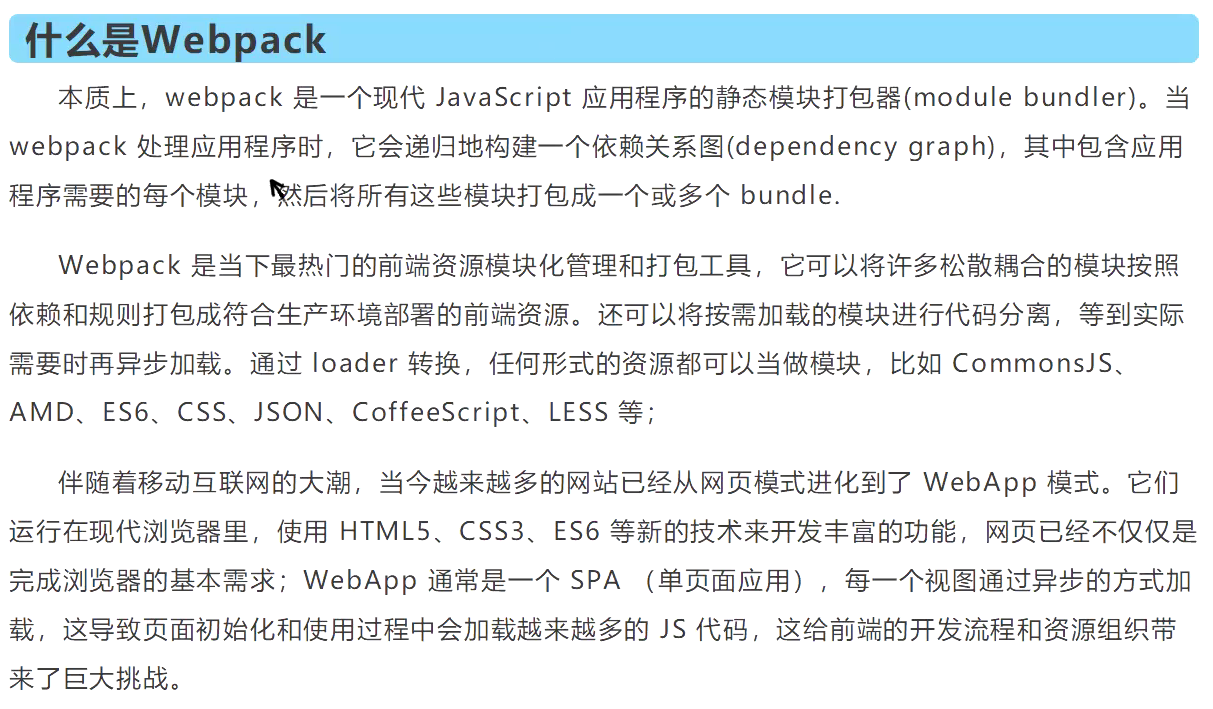 什么是Webpack
本质上，webpack 是一个现代 JavaScript 应用程序的静态模块打包器(module bundler)。当
webpack 处理应用程序时，它会递归地构建一个依赖关系图(dependency graph)，其中包含应用
程序需要的每个模块，然后将所有这些模块打包成一个或多个 bundle.
Webpack 是当下最热门的前端资源模块化管理和打包工具，它可以将许多松散耦合的模块按照
依赖和规则打包成符合生产环境部署的前端资源。还可以将按需加载的模块进行代码分离，等到实际
需要时再异步加载。通过 loader 转换，任何形式的资源都可以当做模块，比如 CommonsJS、
AMD、ES6、CSS、JSON、CoffeeScript、LESS 等；
伴随着移动互联网的大潮，当今越来越多的网站已经从网页模式进化到了 WebApp 模式。它们
运行在现代浏览器里，使用 HTML5、CSS3、ES6 等新的技术来开发丰富的功能，网页已经不仅仅是
完成浏览器的基本需求；WebApp 通常是一个 SPA （单页面应用），每一个视图通过异步的方式加
载，这导致页面初始化和使用过程中会加载越来越多的 JS 代码，这给前端的开发流程和资源组织带
来了巨大挑战。